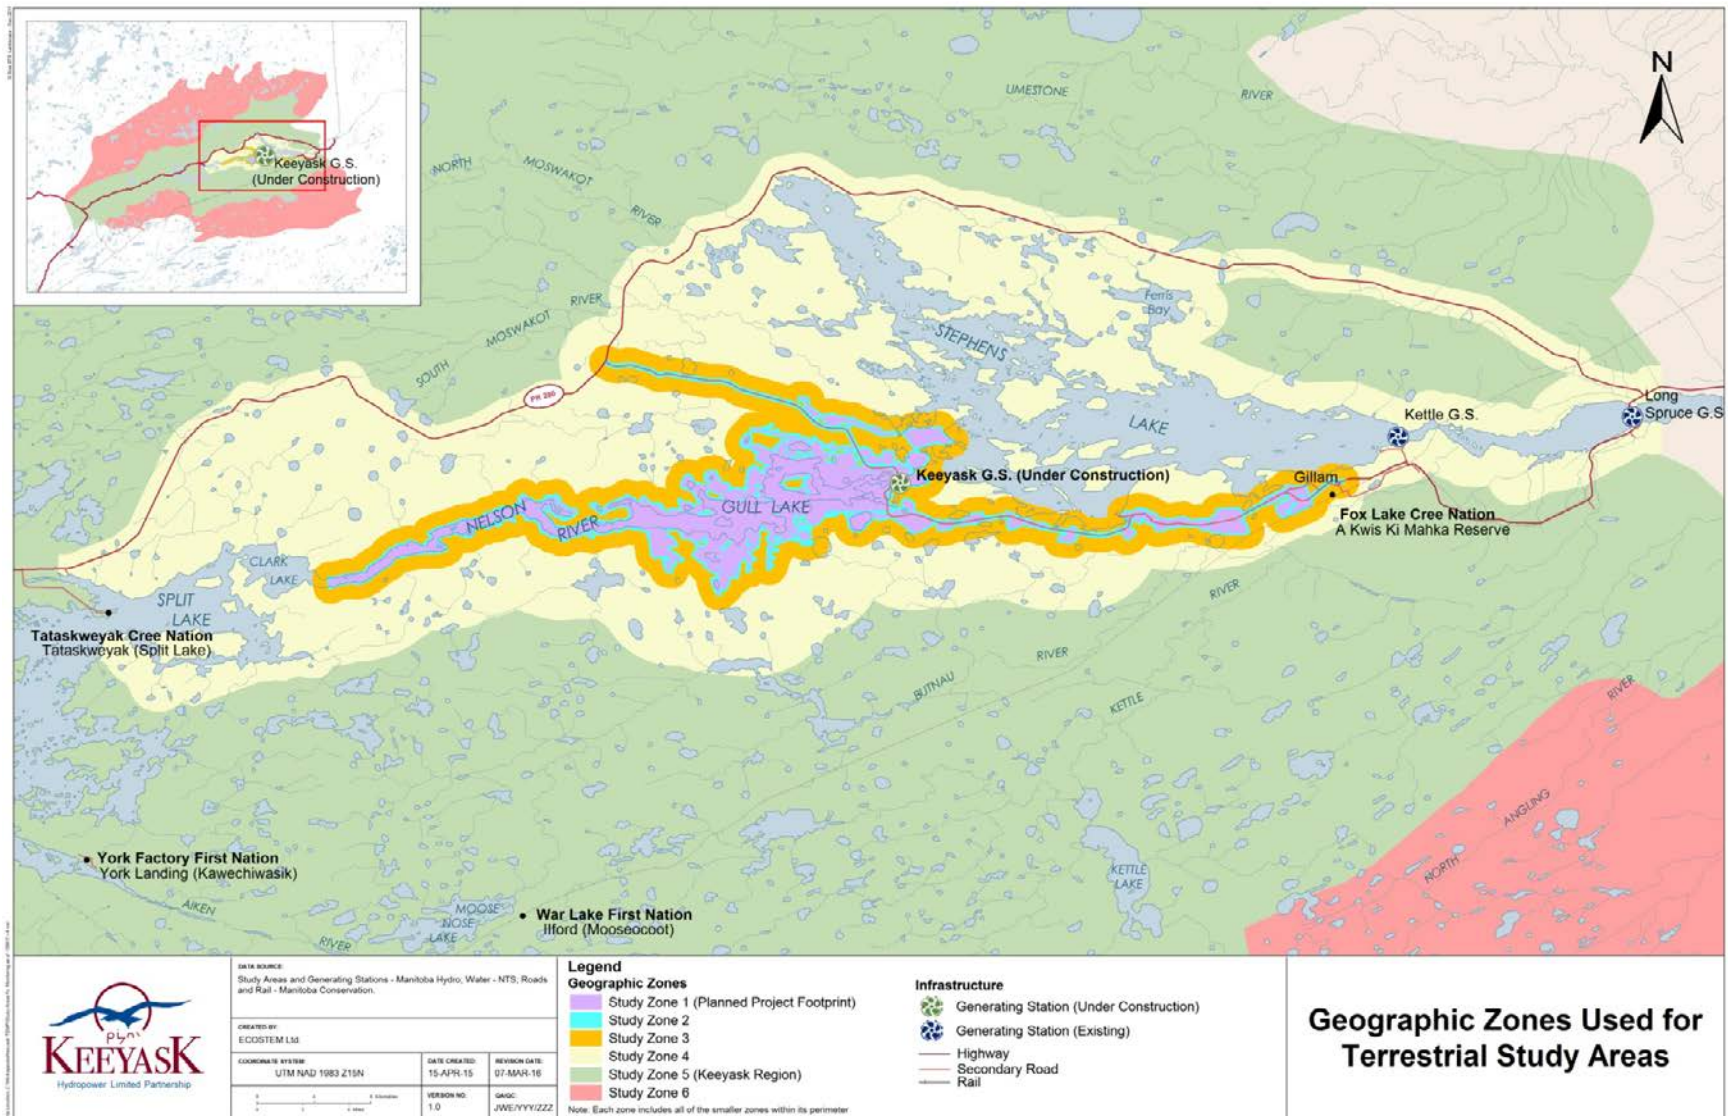 Keeyask G.S.
(Under Construction)
N
LIMESTONE
RIVER
NORTH
MOSWAKOT
RIVER
RIVER
MOSWAKOT
SOUTH
PR 280
Ferris
Bay
STEPHENS
LAKE
Long
Spruce G.S
Kettle G.S.
Keeyask G.S. (Under Construction)
Gillam
Fox Lake Cree Nation
A Kwis Ki Mahka Reserve
GULL LAKE
NELSON
RIVER
CLARK
LAKE
SPLIT
LAKE
Tataskweyak Cree Nation
Tataskweyak (Split Lake)
RIVER
RIVER
BUTNAU
KETTLE
RIVER
ANGLING
NORTH
KETTLE
LAKE
York Factory First Nation
York Landing (Kawechiwasik)
AIKEN
RIVER
MOOSE
NOSE
LAKE
War Lake First Nation
Ilford (Mooseocoot)
ᑭᔭᐢᐠ
KEEYASK
Hydropower Limited Partnership
DATA SOURCE:
Study Areas and Generating Stations - Manitoba Hydro, Water - NTS, Roads
and Rail - Manitoba Conservation.
CREATED BY:
ECOSTEM Ltd.
COORDINATE SYSTEM:
UTM NAD 1983 Z15N
DATE CREATED:
15-APR-15
REVISION DATE:
07-MAR-16
VERSION NO:
1.0
QA/QC:
JWE/YYY/ZZZ
Legend
Geographic Zones
Study Zone 1 (Planned Project Footprint)
Study Zone 2
Study Zone 3
Study Zone 4
Study Zone 5 (Keeyask Region)
Study Zone 6
Note: Each zone includes all of the smaller zones within its perimeter
Infrastructure
Generating Station (Under Construction)
Generating Station (Existing)
Highway
Secondary Road
Rail
Geographic Zones Used for
Terrestrial Study Areas